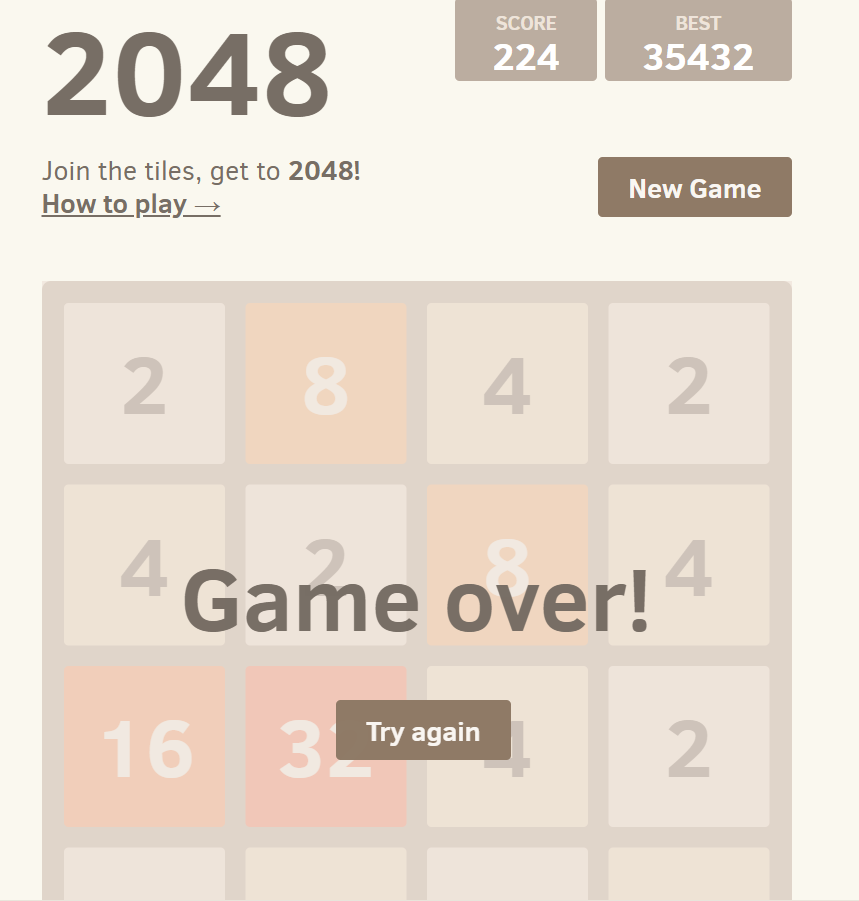 2048
SCORE
224
BEST
35432
Join the tiles, get to 2048!
How to play →
New Game
2 8 4 2
4 2 8 4
Game over!
16 32 4 2
Try again